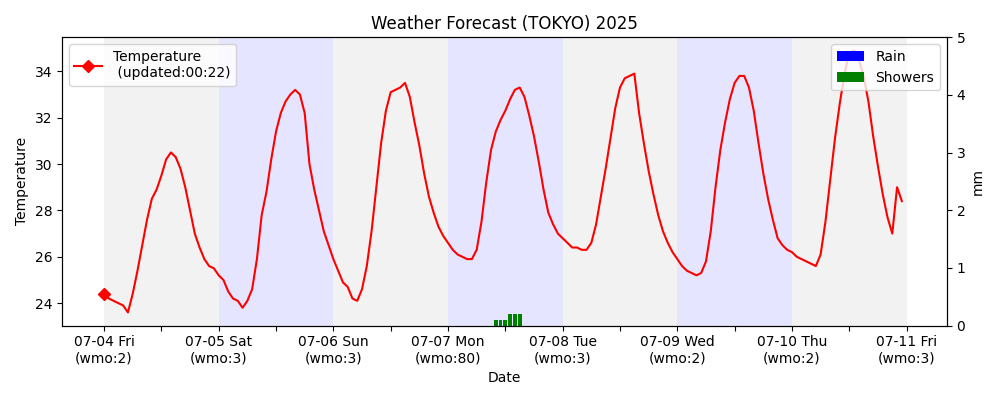 Weather Forecast (TOKYO) 2025
Temperature
(updated:00:22)
Rain
Showers
Temperature
34
32
30
28
26
24
5
4
3
2
1
0
mm
07-04 Fri
(wmo:2)
07-05 Sat
(wmo:3)
07-06 Sun
(wmo:3)
07-07 Mon
(wmo:80)
07-08 Tue
(wmo:3)
07-09 Wed
(wmo:2)
07-10 Thu
(wmo:2)
07-11 Fri
(wmo:3)
Date